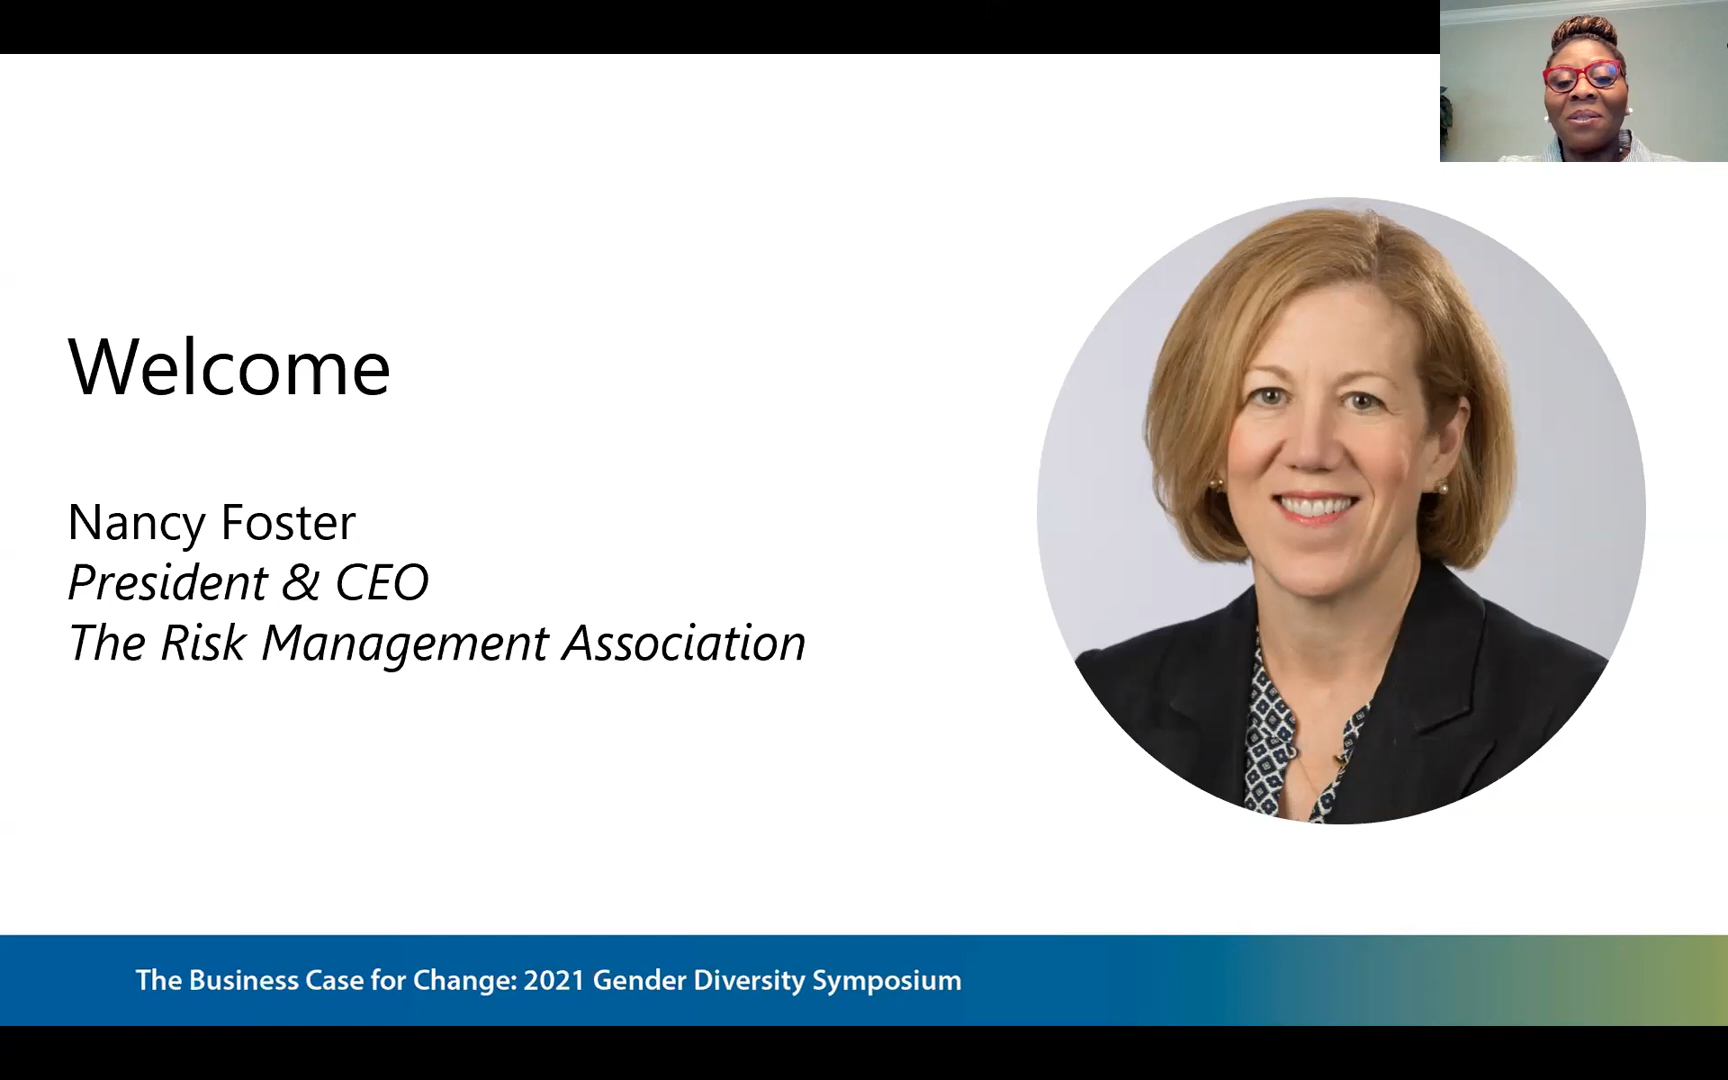 Welcome
Nancy Foster
President & CEO
The Risk Management Association
The Business Case for Change: 2021 Gender Diversity Symposium